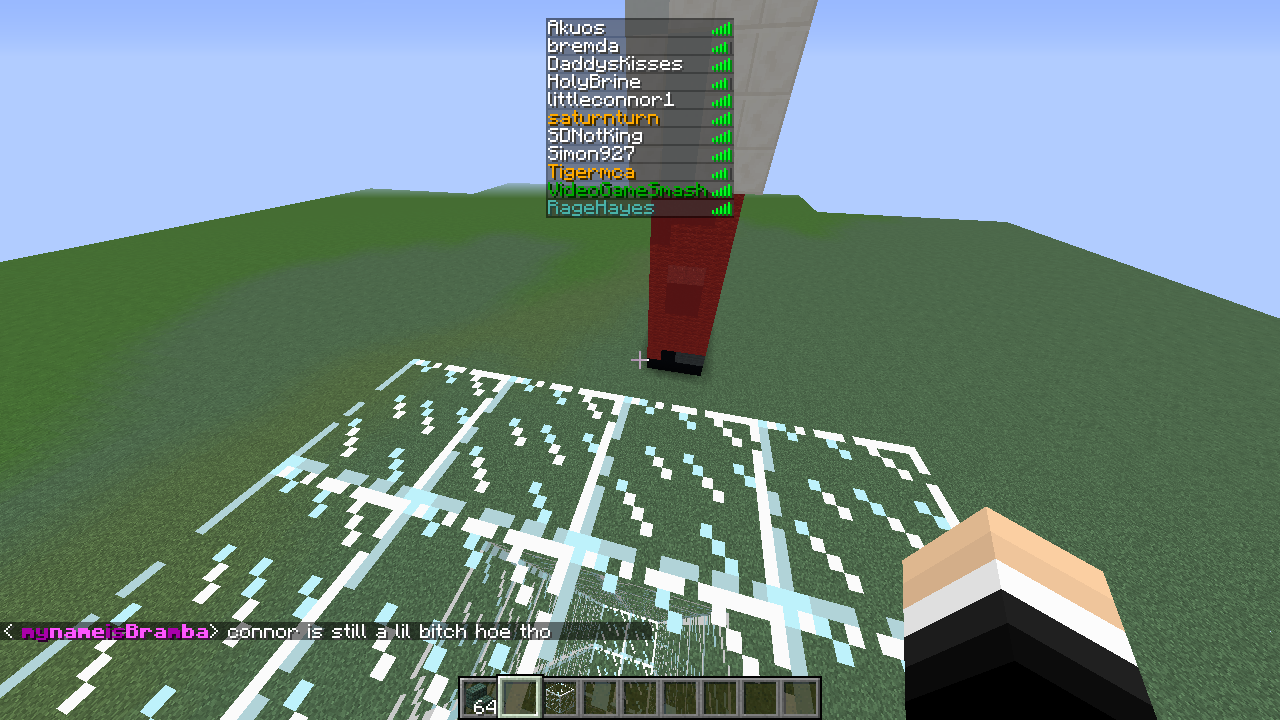 Akuos
bremda
DaddysKisses
HolyBrine
littleconnor1
saturnturn
SDNotKing
Simon927
Tigermca
VideoGameSmash
RageHayes
< mynameisBramba> connor is still a lil bitch hoe tho
64